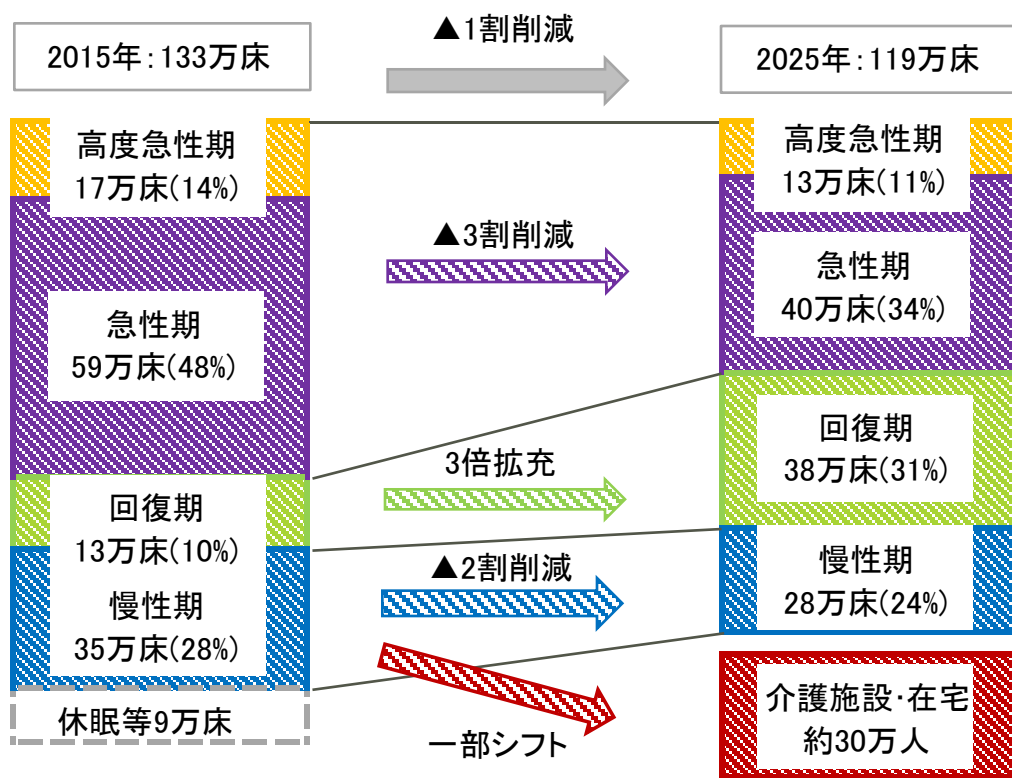 2015年:133万床
▲1割削減
2025年:119万床
高度急性期
17万床(14%)
急性期
59万床(48%)
回復期
13万床(10%)
慢性期
35万床(28%)
休眠等9万床
▲3割削減
3倍拡充
▲2割削減
一部シフト
高度急性期
13万床(11%)
急性期
40万床(34%)
回復期
38万床(31%)
慢性期
28万床(24%)
介護施設・在宅
約30万人